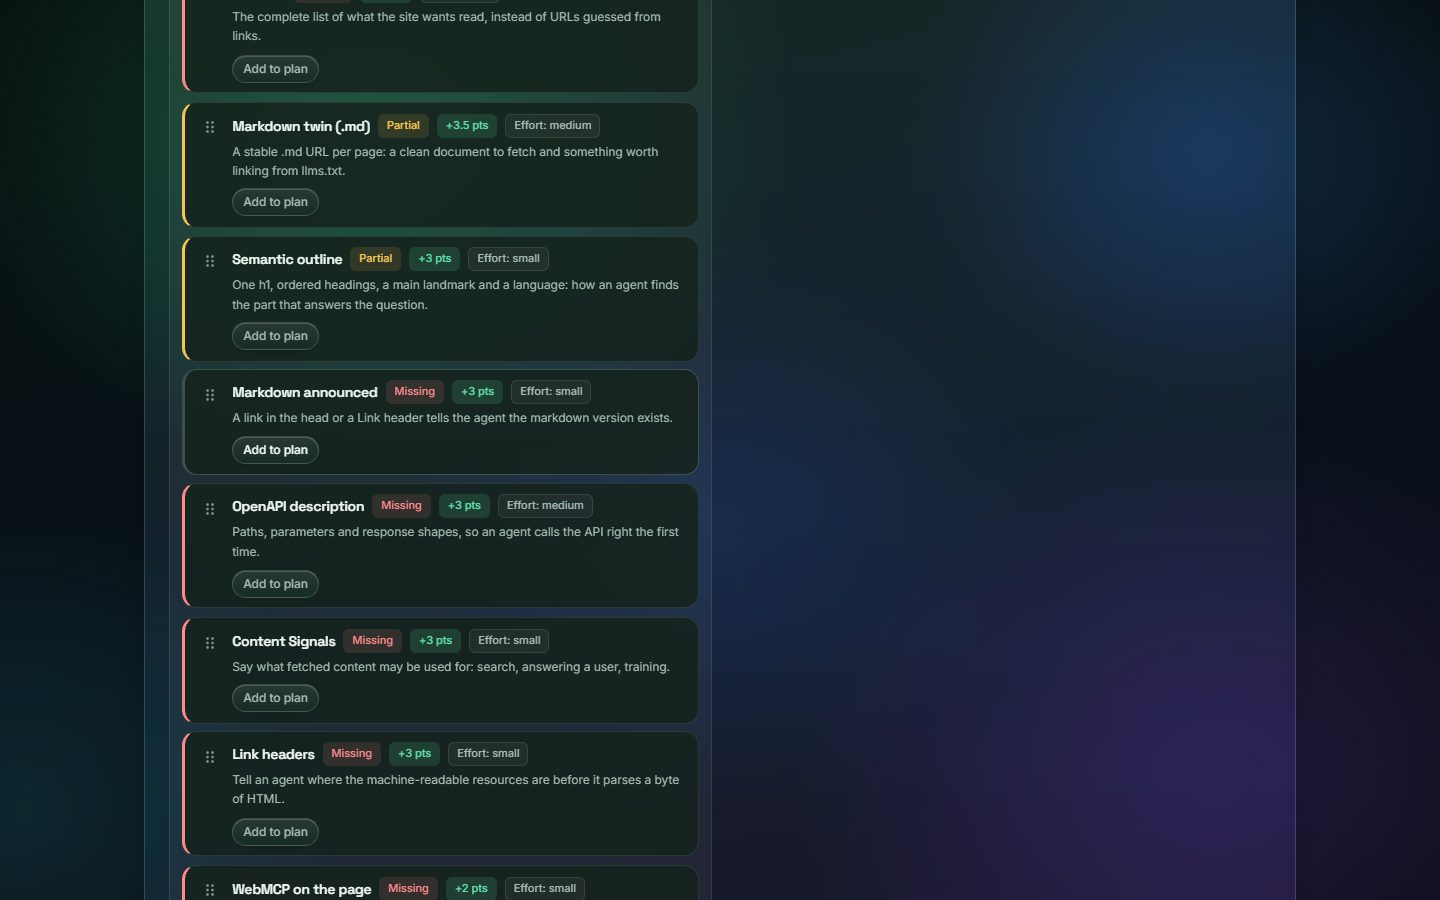 The complete list of what the site wants read, instead of URLs guessed from
links.
Add to plan
Markdown twin (.md) Partial +3.5 pts Effort: medium
A stable .md URL per page: a clean document to fetch and something worth
linking from llms.txt.
Add to plan
Semantic outline Partial +3 pts Effort: small
One h1, ordered headings, a main landmark and a language: how an agent finds
the part that answers the question.
Add to plan
Markdown announced Missing +3 pts Effort: small
A link in the head or a Link header tells the agent the markdown version exists.
Add to plan
OpenAPI description Missing +3 pts Effort: medium
Paths, parameters and response shapes, so an agent calls the API right the first
time.
Add to plan
Content Signals Missing +3 pts Effort: small
Say what fetched content may be used for: search, answering a user, training.
Add to plan
Link headers Missing +3 pts Effort: small
Tell an agent where the machine-readable resources are before it parses a byte
of HTML.
Add to plan
WebMCP on the page Missing +2 pts Effort: small